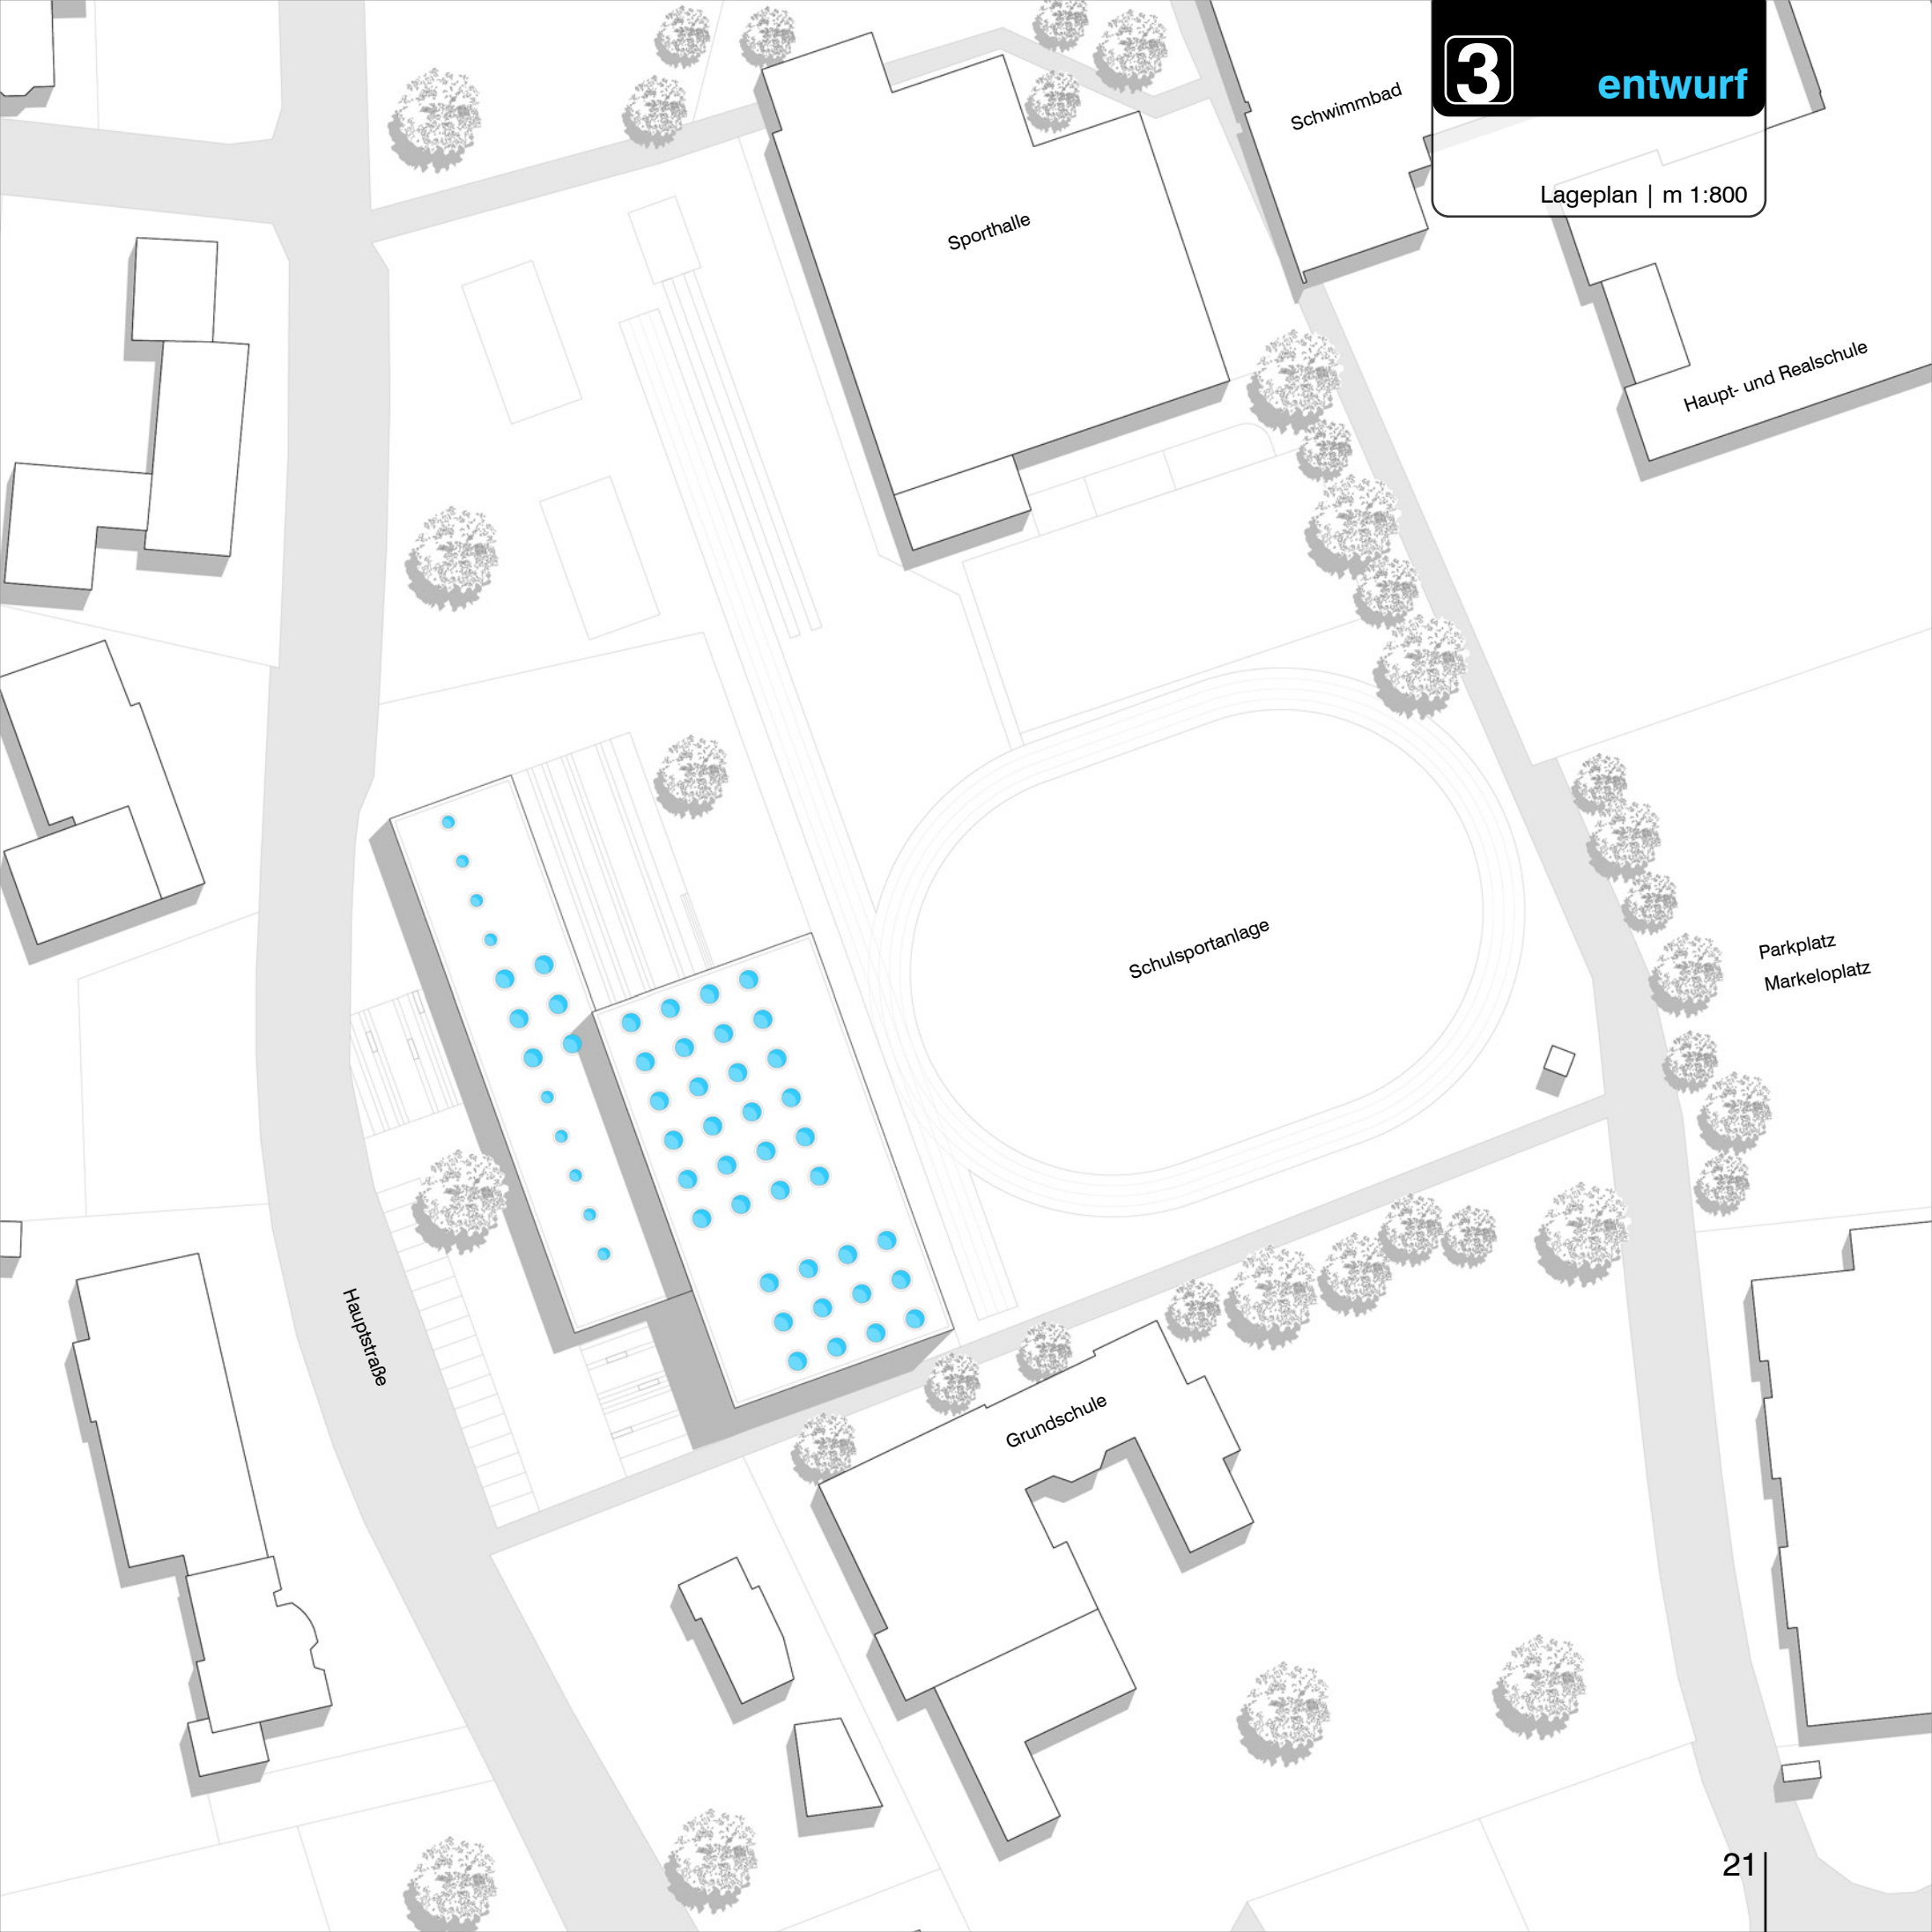 3
entwurf
Lageplan | m 1:800
Schwimmbad
Sporthalle
Haupt- und Realschule
Schulsportanlage
Parkplatz
Markeloplatz
Hauptstraße
Grundschule
21